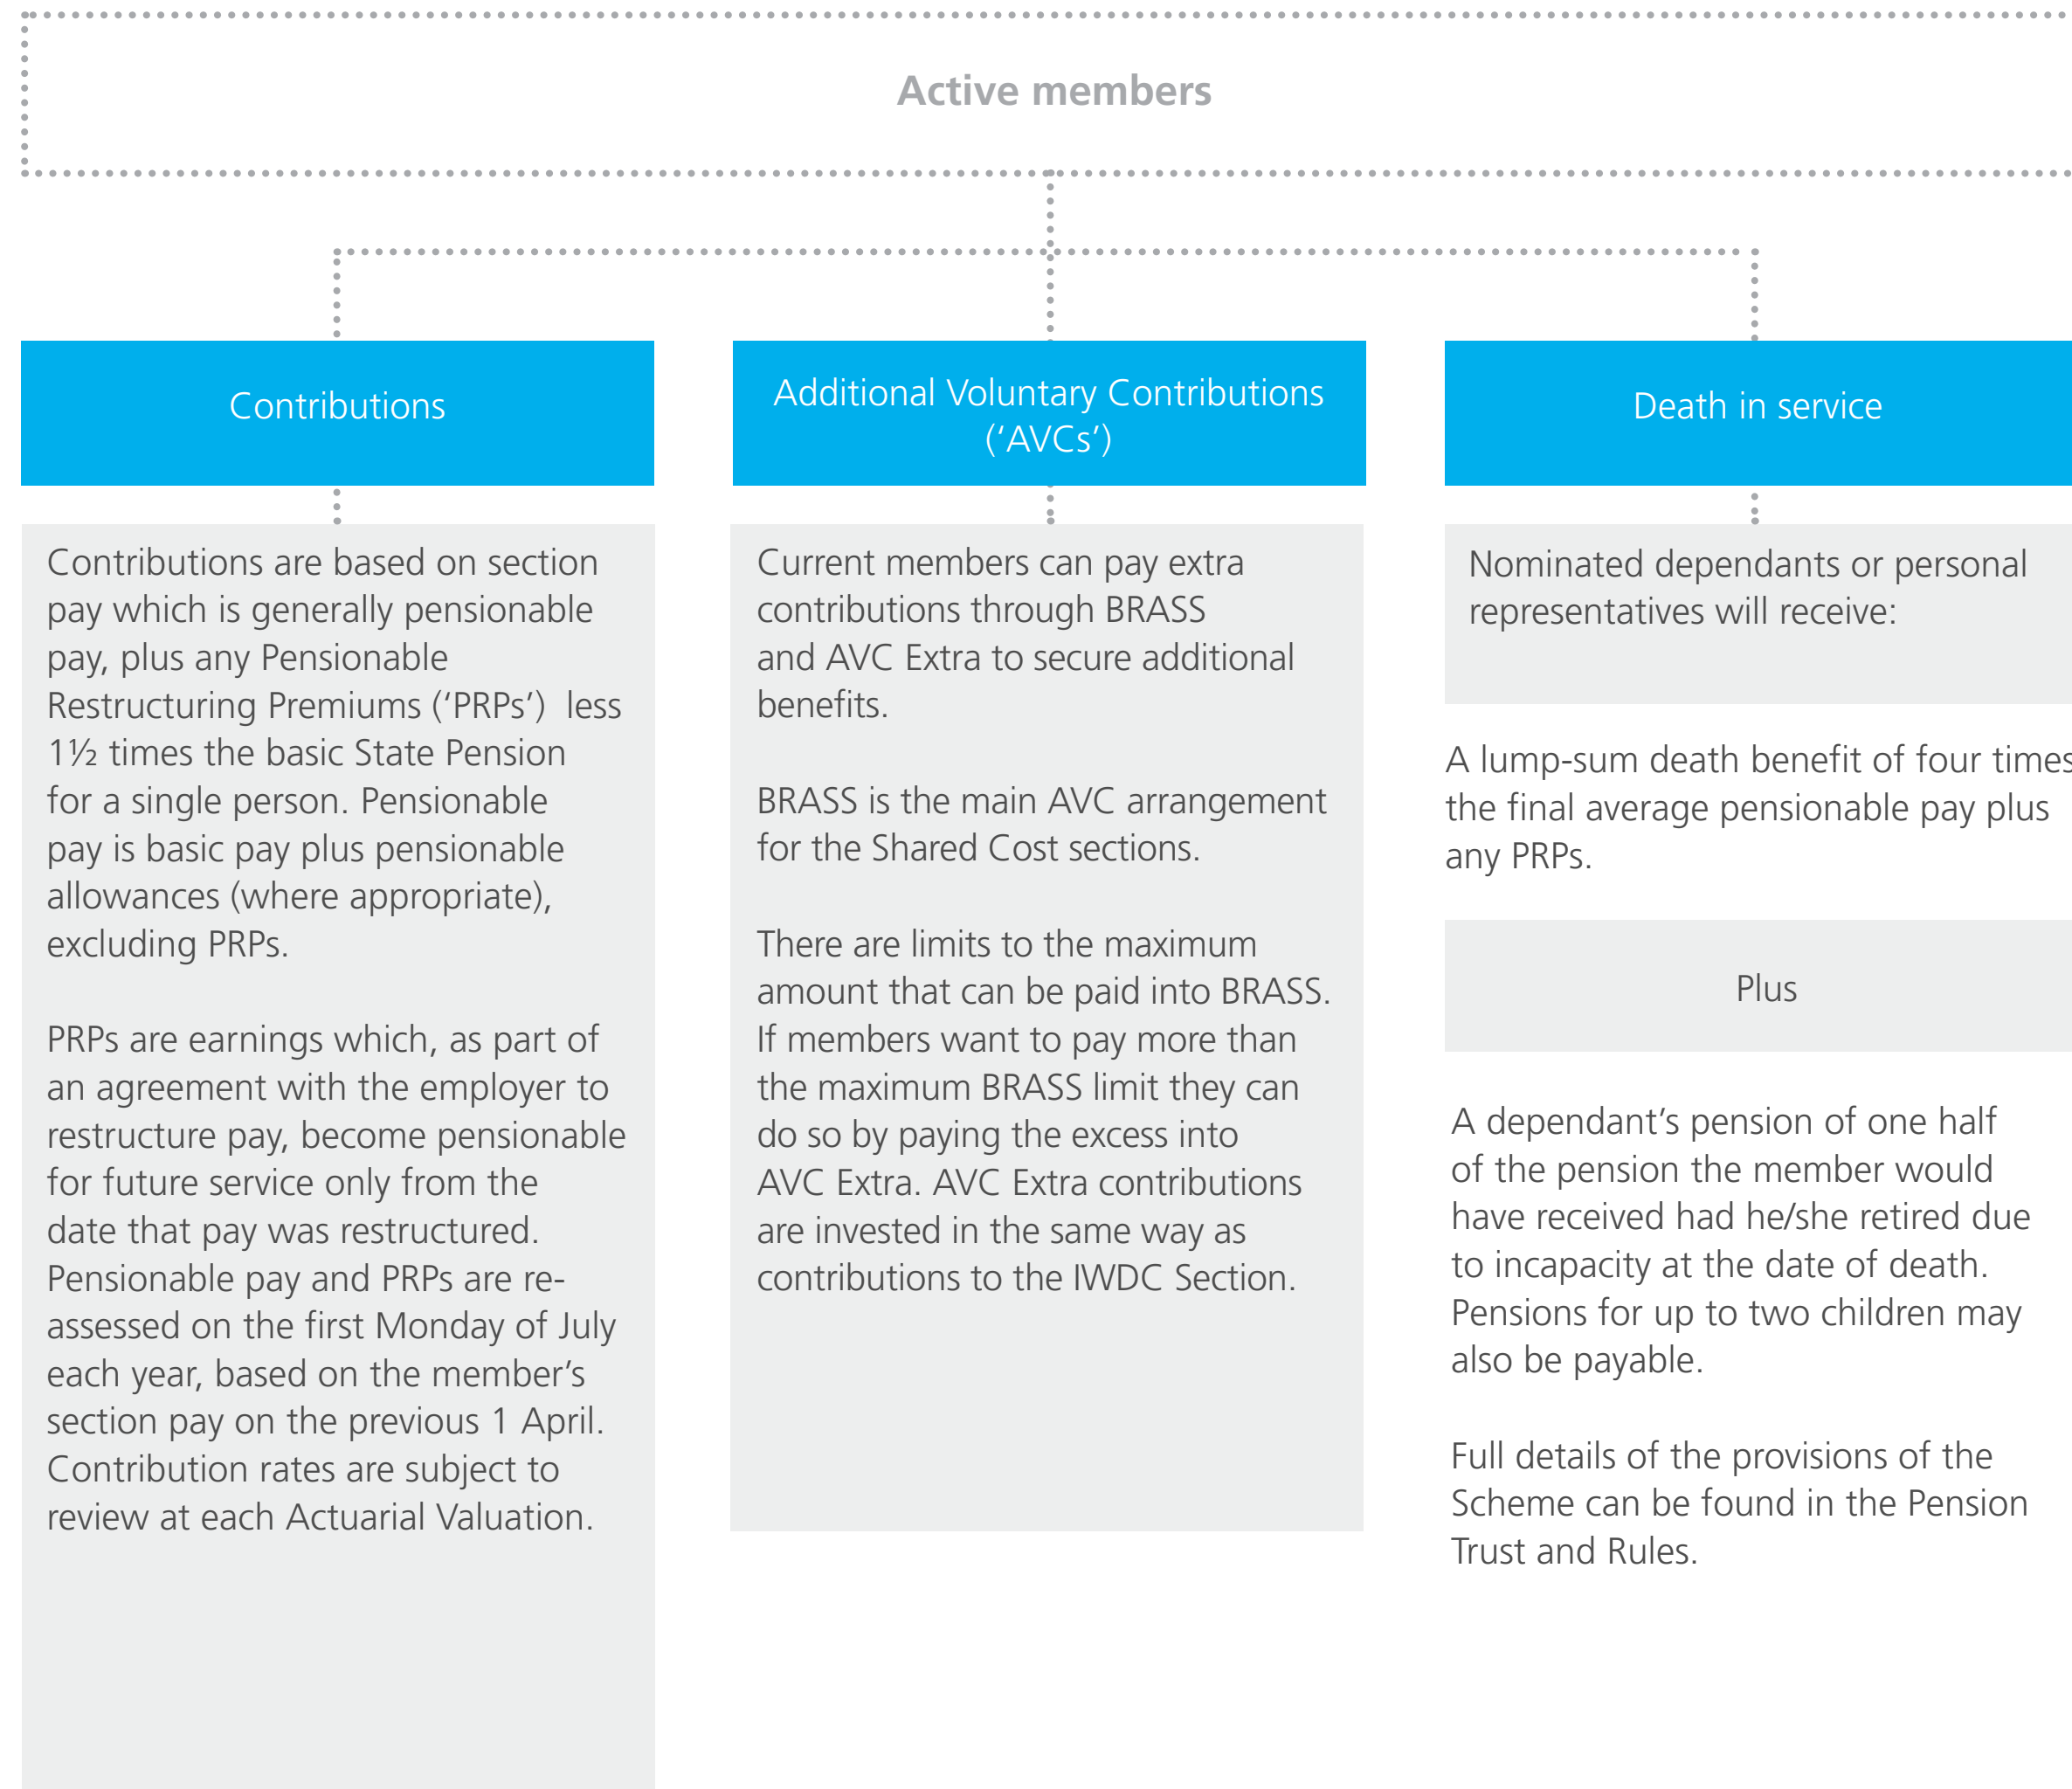 Active members
Contributions
Contributions are based on section
pay which is generally pensionable
pay, plus any Pensionable
Restructuring Premiums (‘PRPs’)  less
1½ times the basic State Pension
for a single person. Pensionable
pay is basic pay plus pensionable
allowances (where appropriate),
excluding PRPs.
PRPs are earnings which, as part of
an agreement with the employer to
restructure pay, become pensionable
for future service only from the
date that pay was restructured.
Pensionable pay and PRPs are re-
assessed on the first Monday of July
each year, based on the member’s
section pay on the previous 1 April.
Contribution rates are subject to
review at each Actuarial Valuation.
Additional Voluntary Contributions
(‘AVCs’)
Current members can pay extra
contributions through BRASS
and AVC Extra to secure additional
benefits.
BRASS is the main AVC arrangement
for the Shared Cost sections.
There are limits to the maximum
amount that can be paid into BRASS.
If members want to pay more than
the maximum BRASS limit they can
do so by paying the excess into
AVC Extra. AVC Extra contributions
are invested in the same way as
contributions to the IWDC Section.
Death in service
Nominated dependants or personal
representatives will receive:
A lump-sum death benefit of four times
the final average pensionable pay plus
any PRPs.
Plus
A dependant’s pension of one half
of the pension the member would
have received had he/she retired due
to incapacity at the date of death.
Pensions for up to two children may
also be payable.
Full details of the provisions of the
Scheme can be found in the Pension
Trust and Rules.